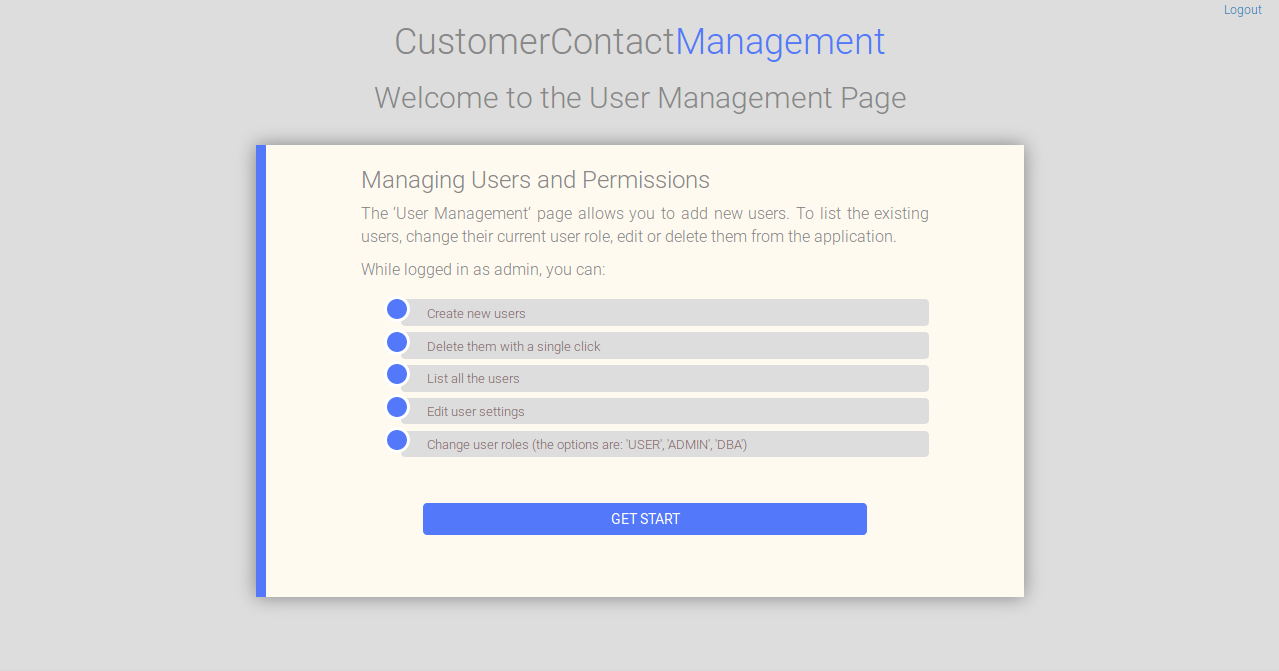 Logout
CustomerContactManagement
Welcome to the User Management Page
Managing Users and Permissions
The ‘User Management’ page allows you to add new users. To list the existing
users, change their current user role, edit or delete them from the application.
While logged in as admin, you can:
Create new users
Delete them with a single click
List all the users
Edit user settings
Change user roles (the options are: 'USER', 'ADMIN', 'DBA')
GET START